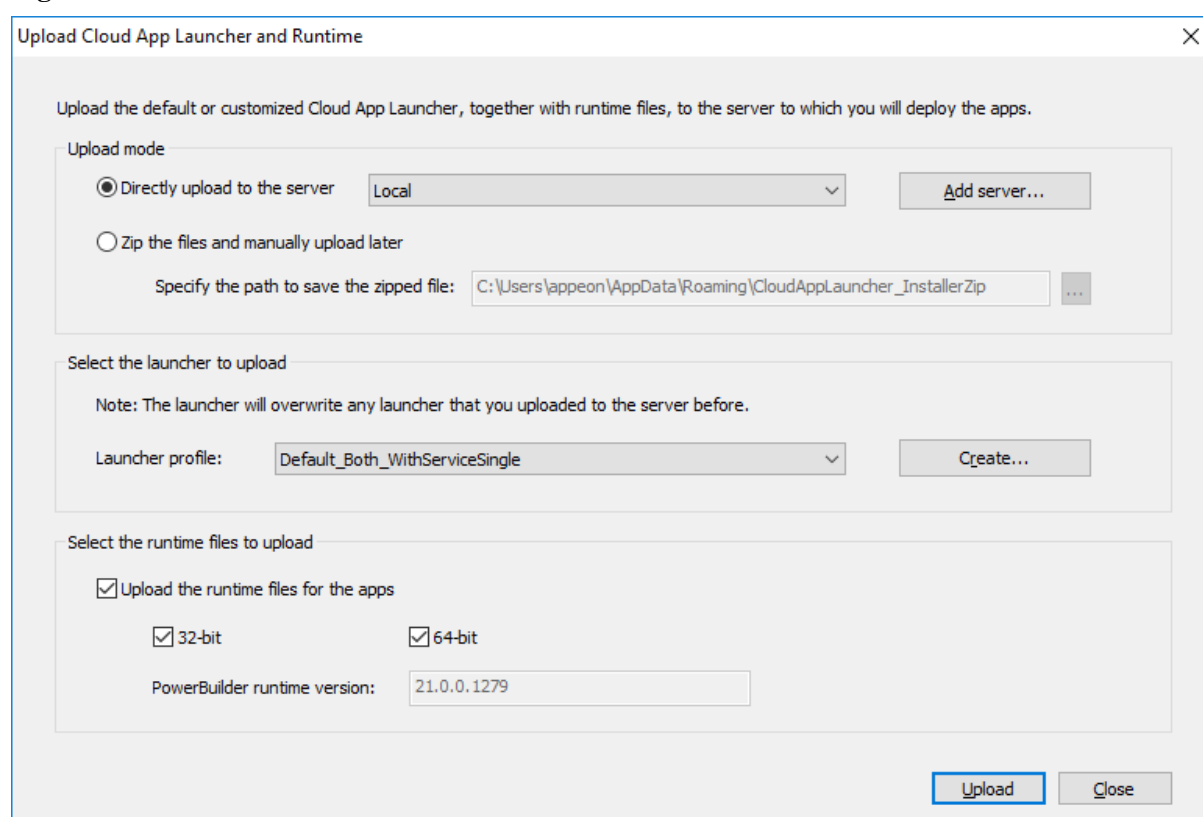 Upload Cloud App Launcher and Runtime
Upload the default or customized Cloud App Launcher, together with runtime files, to the server to which you will deploy the apps.
Upload mode
Directly upload to the server Local Add server...
Zip the files and manually upload later
Specify the path to save the zipped file: C:\Users\appeon\AppData\Roaming\CloudAppLauncher_InstallerZip ...
Select the launcher to upload
Note: The launcher will overwrite any launcher that you uploaded to the server before.
Launcher profile: Default_Both_WithServiceSingle Create...
Select the runtime files to upload
Upload the runtime files for the apps
32-bit 64-bit
PowerBuilder runtime version: 21.0.0.1279
Upload Close